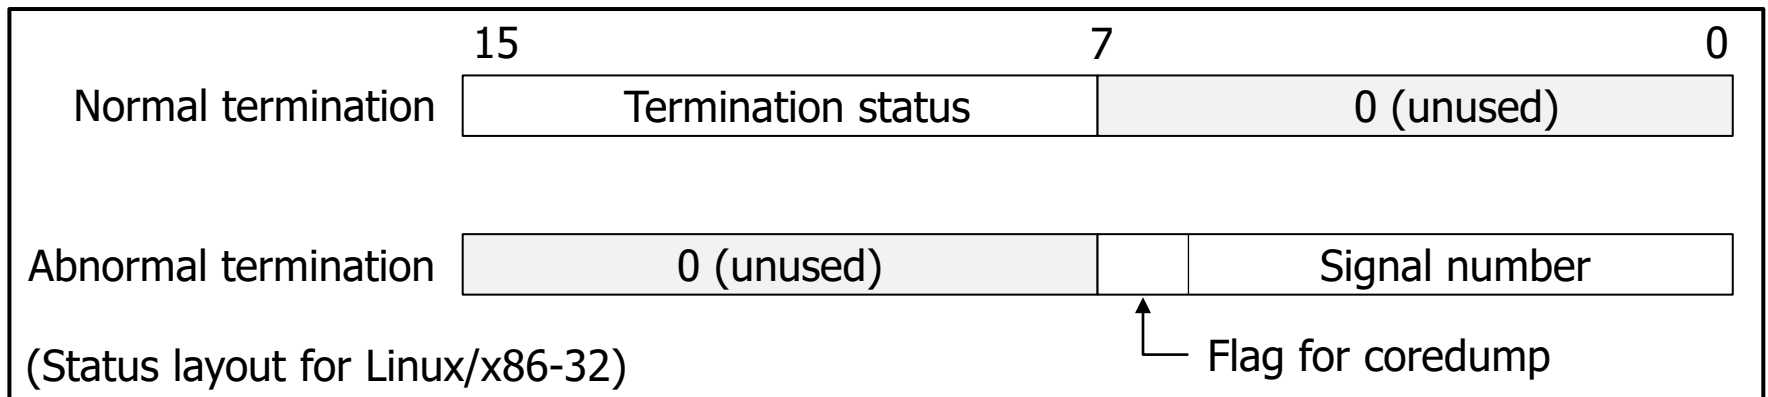 15 7 0
Normal termination Termination status 0 (unused)
Abnormal termination 0 (unused) Signal number
Flag for coredump
(Status layout for Linux/x86-32)